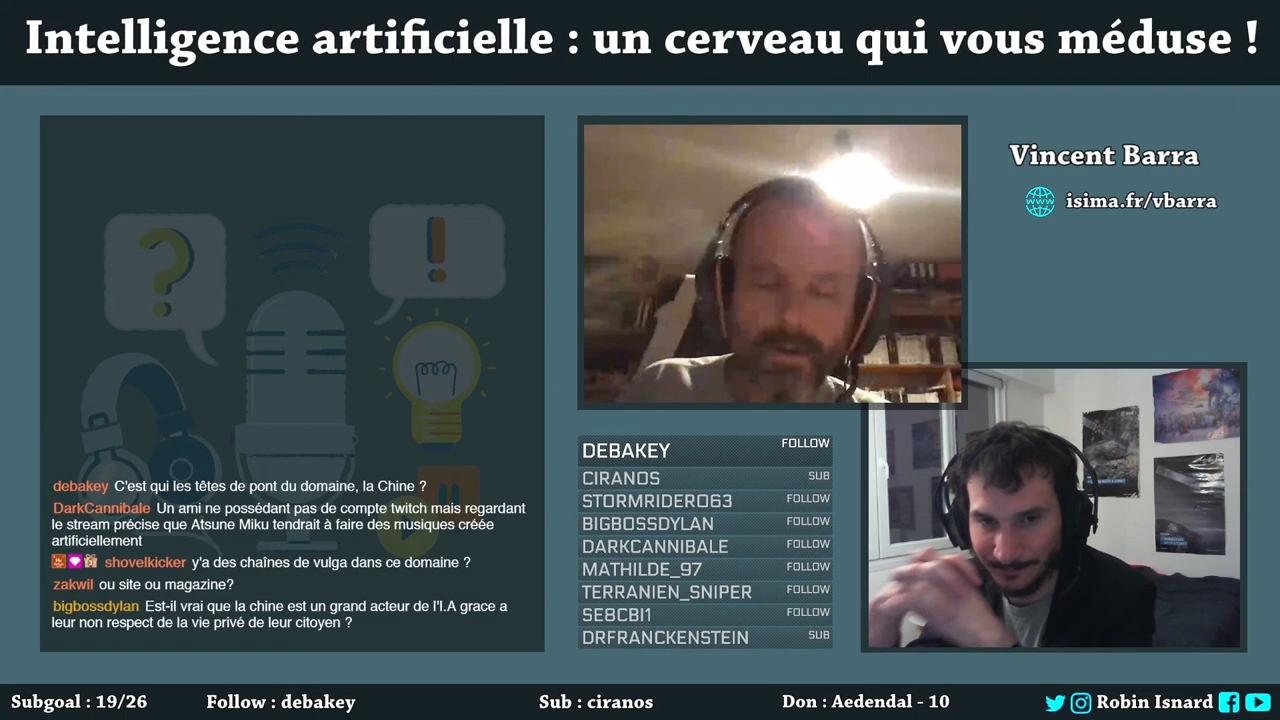 Intelligence artificielle : un cerveau qui vous méduse !
Vincent Barra
www
isima.fr/vbarra
debakey C'est qui les têtes de pont du domaine, la Chine ?
DarkCannibale Un ami ne possédant pas de compte twitch mais regardant
le stream précise que Atsune Miku tendrait à faire des musiques créée
artificiellement
shovelkicker y'a des chaînes de vulga dans ce domaine ?
zakwil ou site ou magazine?
bigbossdylan Est-il vrai que la chine est un grand acteur de l'I.A grace a
leur non respect de la vie privé de leur citoyen ?
DEBAKEY FOLLOW
CIRANOS SUB
STORMRIDER063 FOLLOW
BIGBOSSDYLAN FOLLOW
DARKCANNIBALE FOLLOW
MATHILDE_97 FOLLOW
TERRANIEN_SNIPER FOLLOW
SE8CBI1 FOLLOW
DRFRANCKENSTEIN SUB
Subgoal : 19/26 Follow : debakey Sub : ciranos Don : Aedendal - 10 Robin Isnard